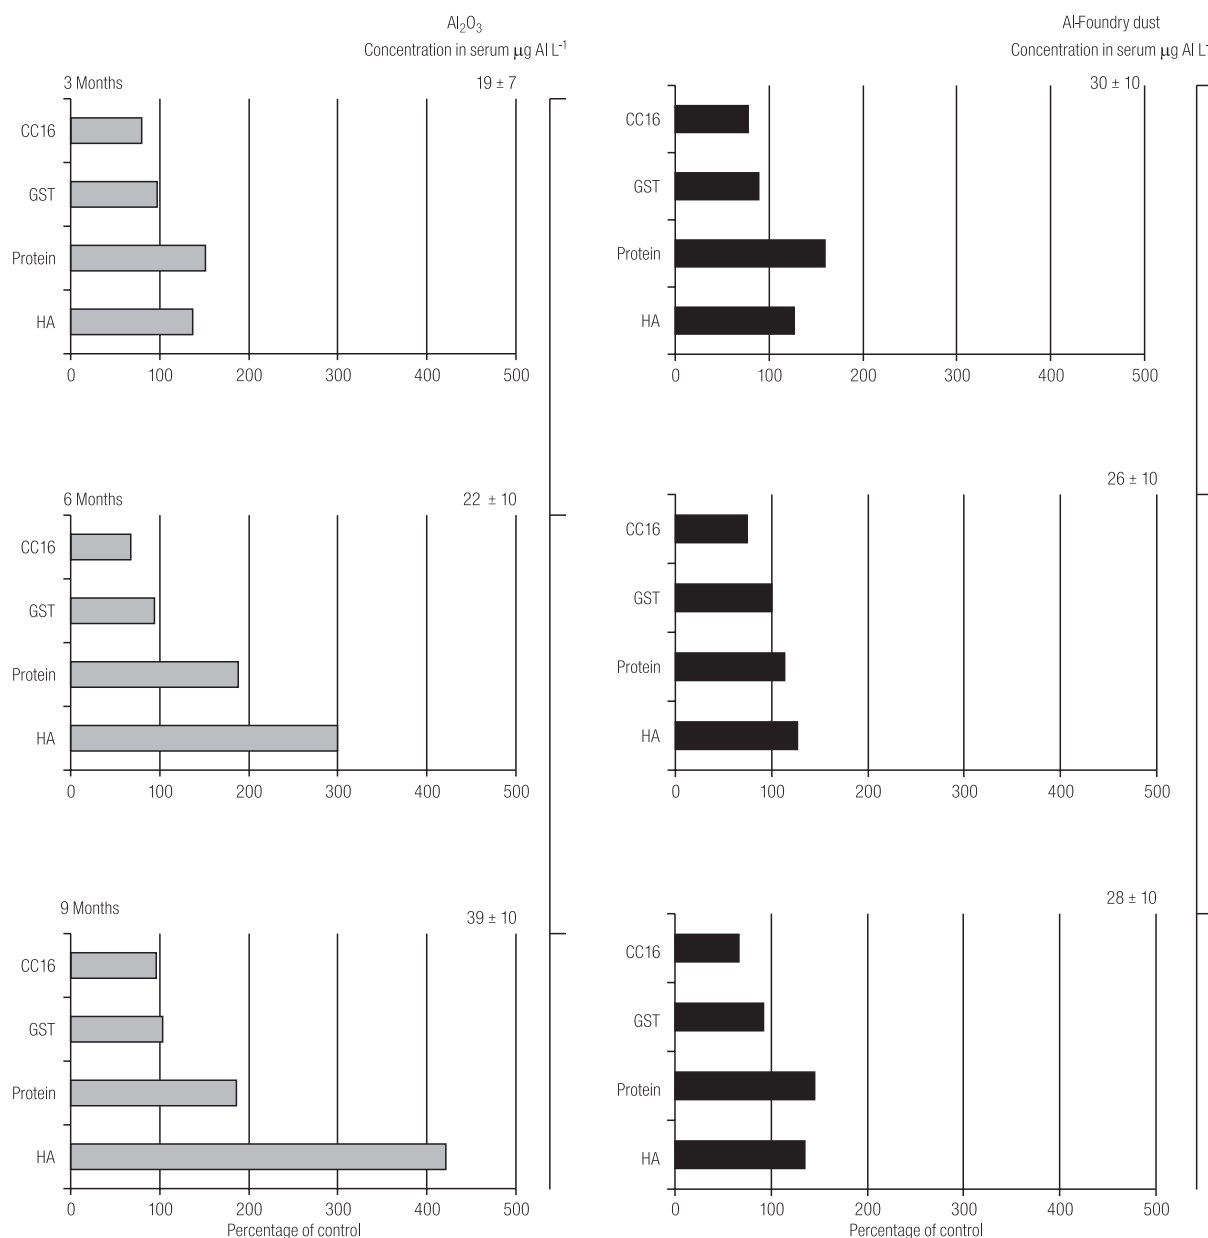 Al₂O₃
Concentration in serum µg Al L⁻¹
3 Months
19 ± 7
CC16
GST
Protein
HA
0 100 200 300 400 500
6 Months
22 ± 10
CC16
GST
Protein
HA
0 100 200 300 400 500
9 Months
39 ± 10
CC16
GST
Protein
HA
0 100 200 300 400 500
Percentage of control
Al-Foundry dust
Concentration in serum µg Al L⁻
30 ± 10
CC16
GST
Protein
HA
0 100 200 300 400 500
26 ± 10
CC16
GST
Protein
HA
0 100 200 300 400 500
28 ± 10
CC16
GST
Protein
HA
0 100 200 300 400 500
Percentage of control